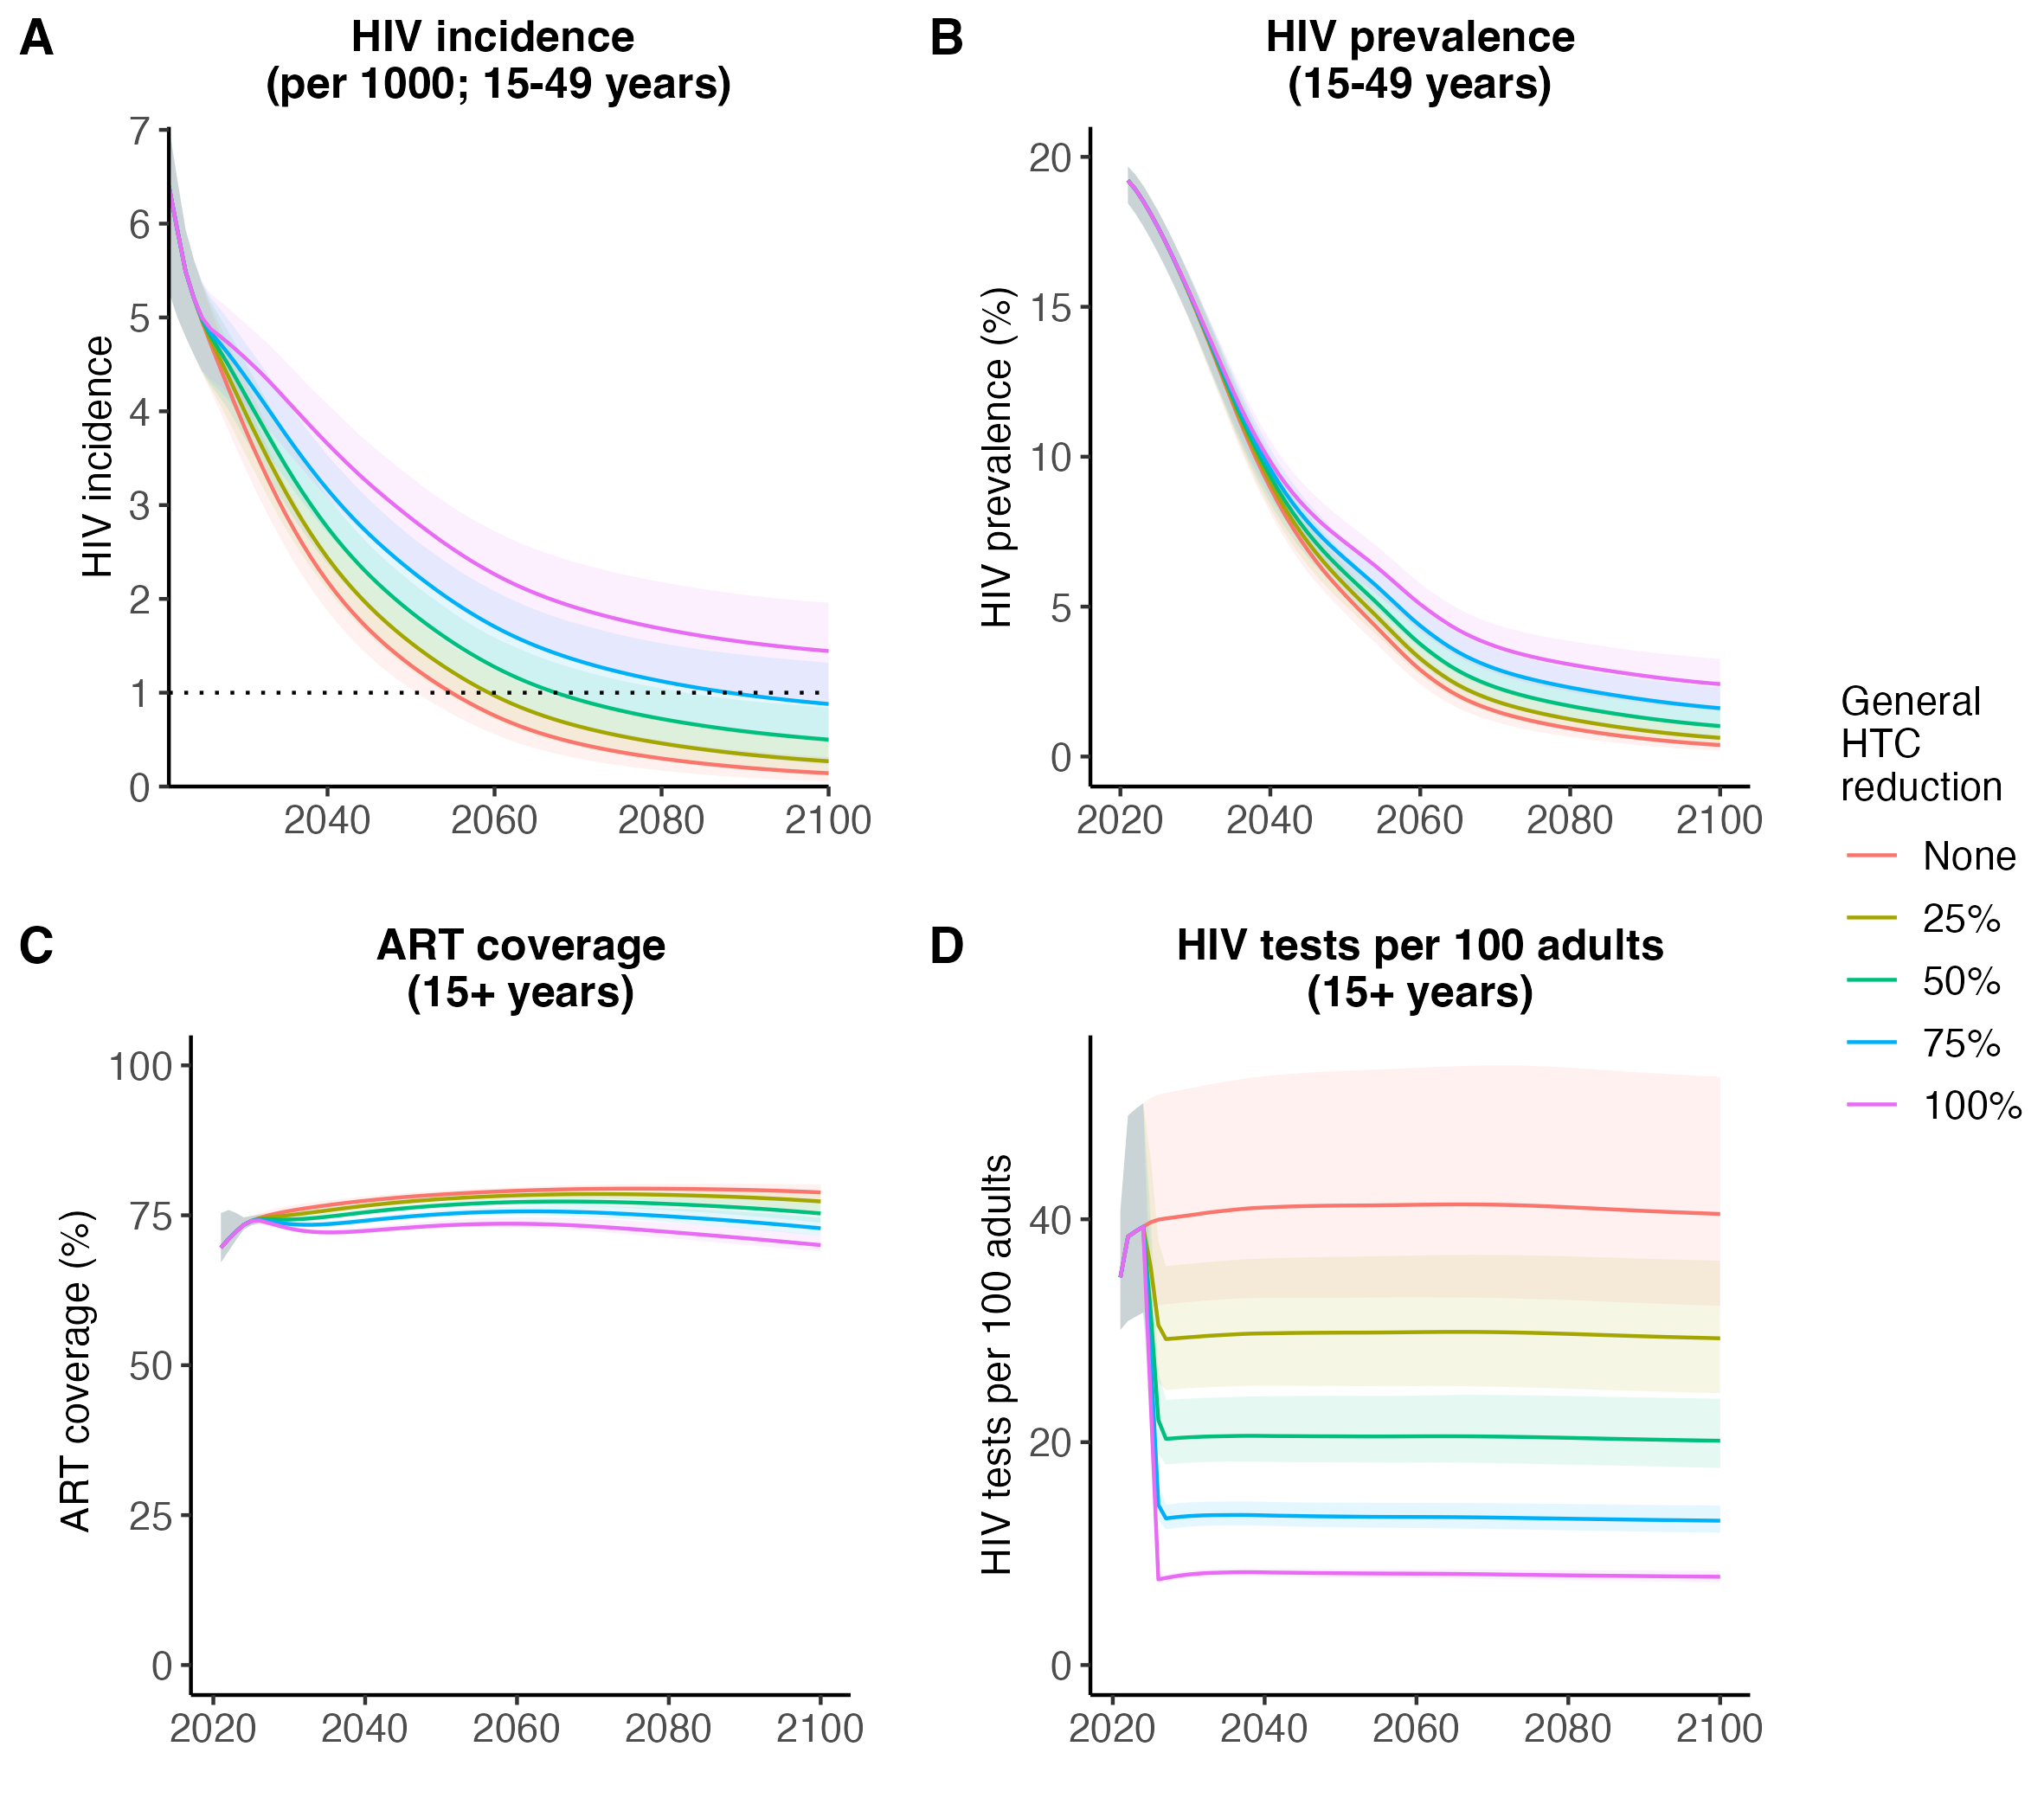 A
HIV incidence
(per 1000; 15-49 years)
HIV incidence
7
6
5
4
3
2
1
0
2040 2060 2080 2100
B
HIV prevalence
(15-49 years)
HIV prevalence (%)
20
15
10
5
0
2020 2040 2060 2080 2100
C
ART coverage
(15+ years)
ART coverage (%)
100
75
50
25
0
2020 2040 2060 2080 2100
D
HIV tests per 100 adults
(15+ years)
HIV tests per 100 adults
40
20
0
2020 2040 2060 2080 2100
General
HTC
reduction
None
25%
50%
75%
100%